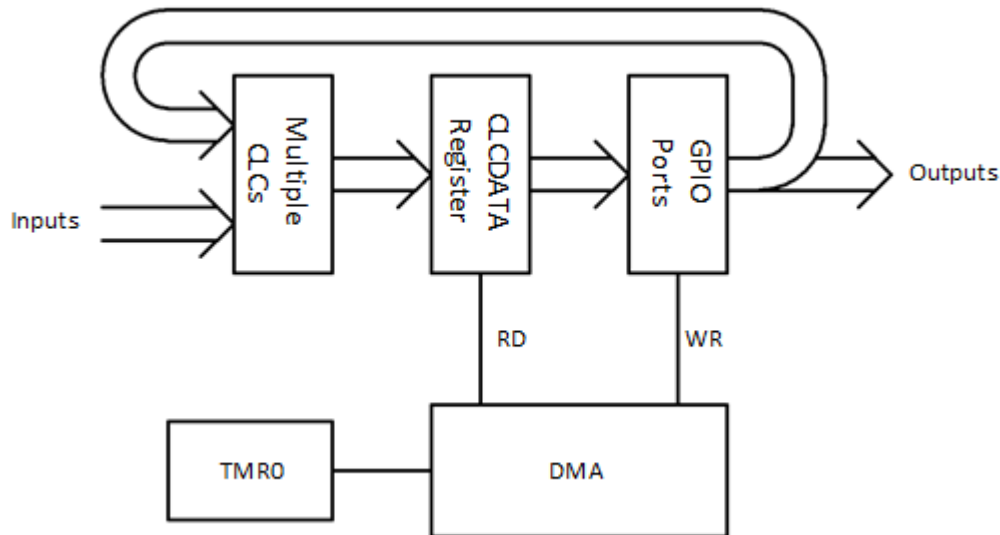 Multiple
CLCs
CLCDATA
Register
GPIO
Ports
Outputs
Inputs
RD
WR
TMR0
DMA